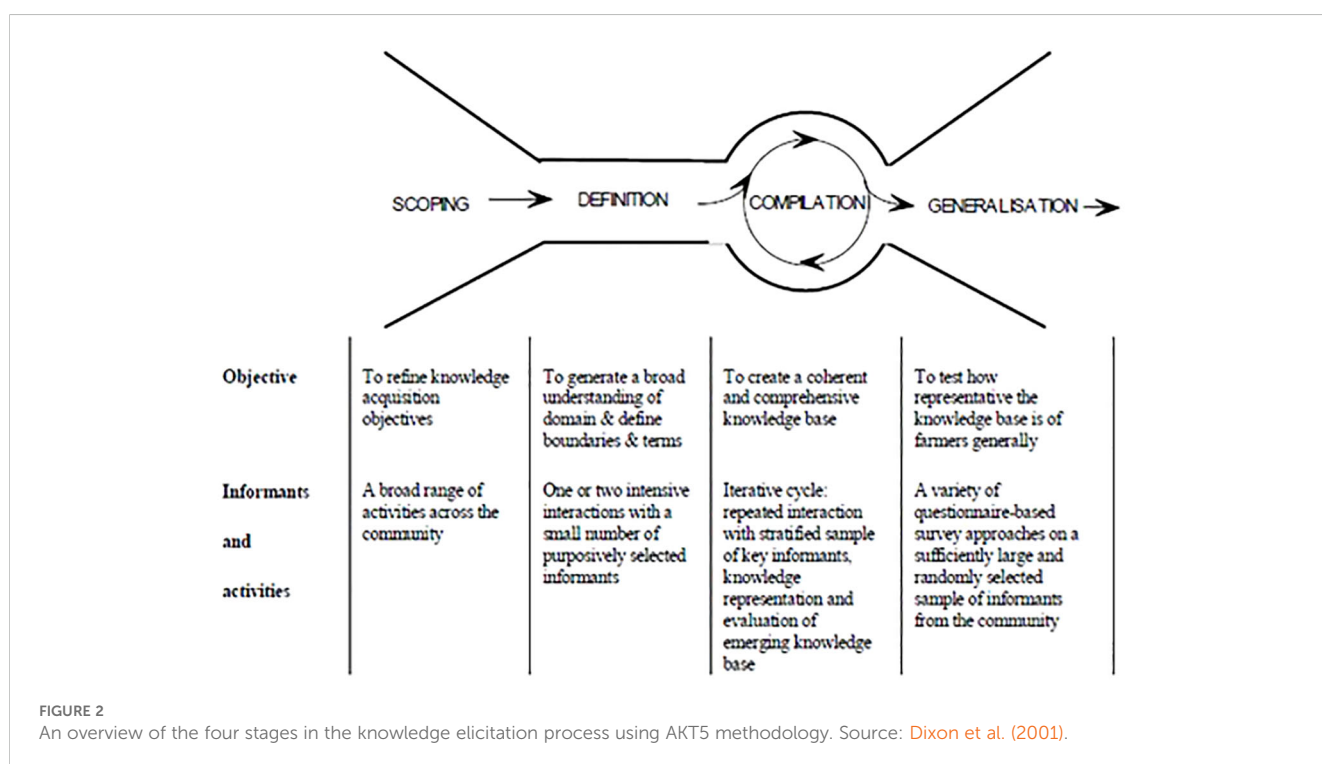 SCOPING
DEFINITION
COMPILATION
GENERALISATION
Objective
To refine knowledge
acquisition
objectives
To generate a broad
understanding of
domain & define
boundaries & terms
To create a coherent
and comprehensive
knowledge base
To test how
representative the
knowledge base is of
farmers generally
Informants
and
activities
A broad range of
activities across the
community
One or two intensive
interactions with a
small number of
purposively selected
informants
Iterative cycle:
repeated interaction
with stratified sample
of key informants,
knowledge
representation and
evaluation of
emerging knowledge
base
A variety of
questionnaire-based
survey approaches on a
sufficiently large and
randomly selected
sample of informants
from the community
FIGURE 2
An overview of the four stages in the knowledge elicitation process using AKT5 methodology. Source: Dixon et al. (2001).